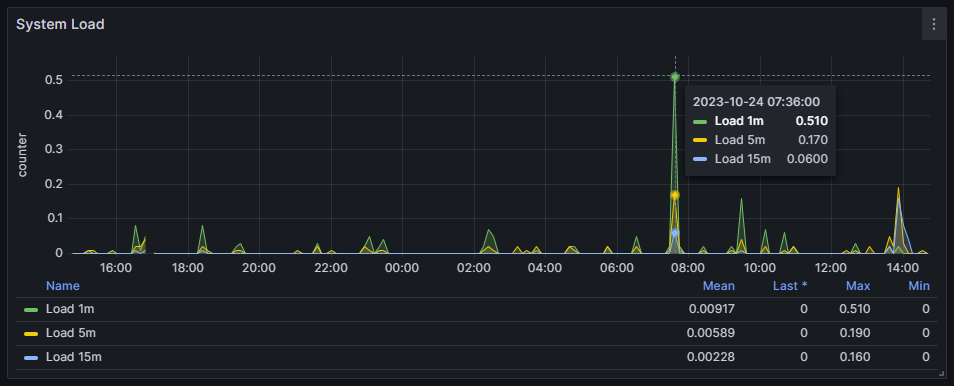 System Load
counter
0.5
0.4
0.3
0.2
0.1
0
2023-10-24 07:36:00
Load 1m 0.510
Load 5m 0.170
Load 15m 0.0600
16:00 18:00 20:00 22:00 00:00 02:00 04:00 06:00 08:00 10:00 12:00 14:00
Name Mean Last * Max Min
Load 1m 0.00917 0 0.510 0
Load 5m 0.00589 0 0.190 0
Load 15m 0.00228 0 0.160 0